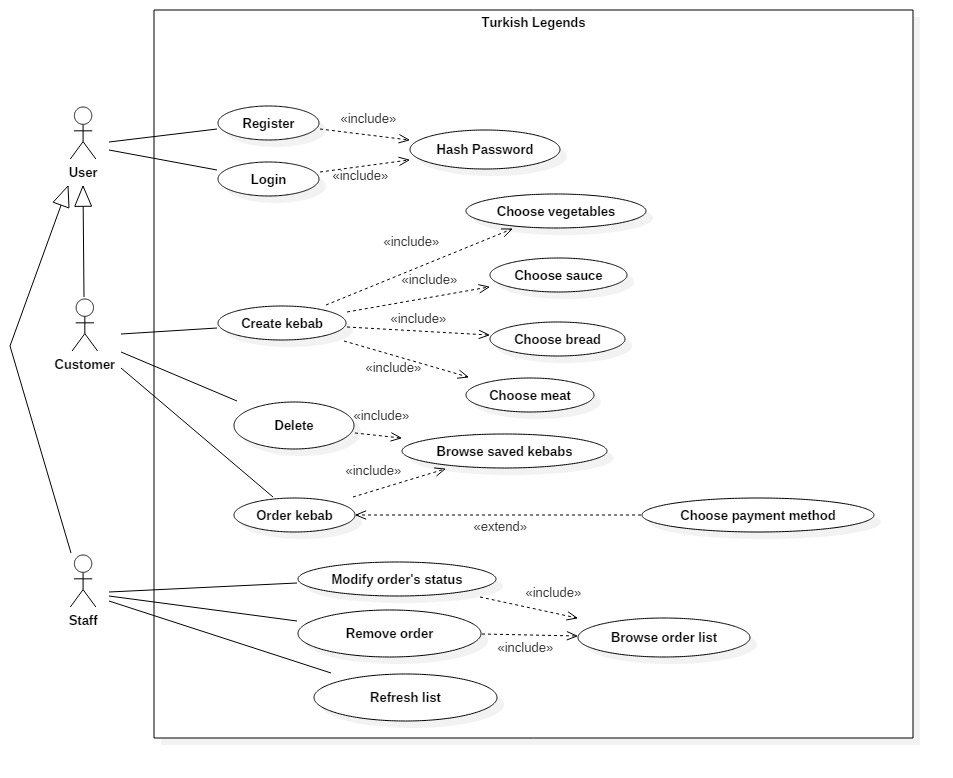 Turkish Legends
Register
«include»
User
Hash Password
Login
«include»
Choose vegetables
«include»
Choose sauce
«include»
Create kebab
«include»
Choose bread
Customer
«include»
Choose meat
Delete
«include»
Browse saved kebabs
«include»
Order kebab
Choose payment method
«extend»
Modify order's status
«include»
Staff
Remove order
Browse order list
«include»
Refresh list